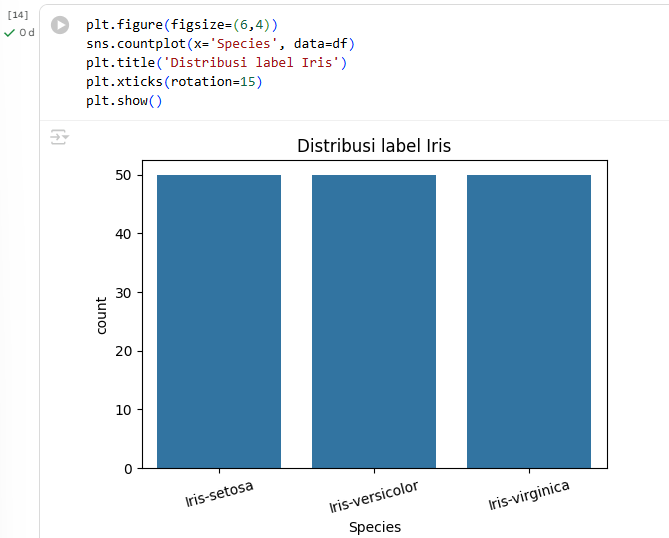 [14]
0 d
plt.figure(figsize=(6,4))
sns.countplot(x='Species', data=df)
plt.title('Distribusi label Iris')
plt.xticks(rotation=15)
plt.show()
Distribusi label Iris
50
40
30
20
10
0
count
Iris-setosa
Iris-versicolor
Iris-virginica
Species